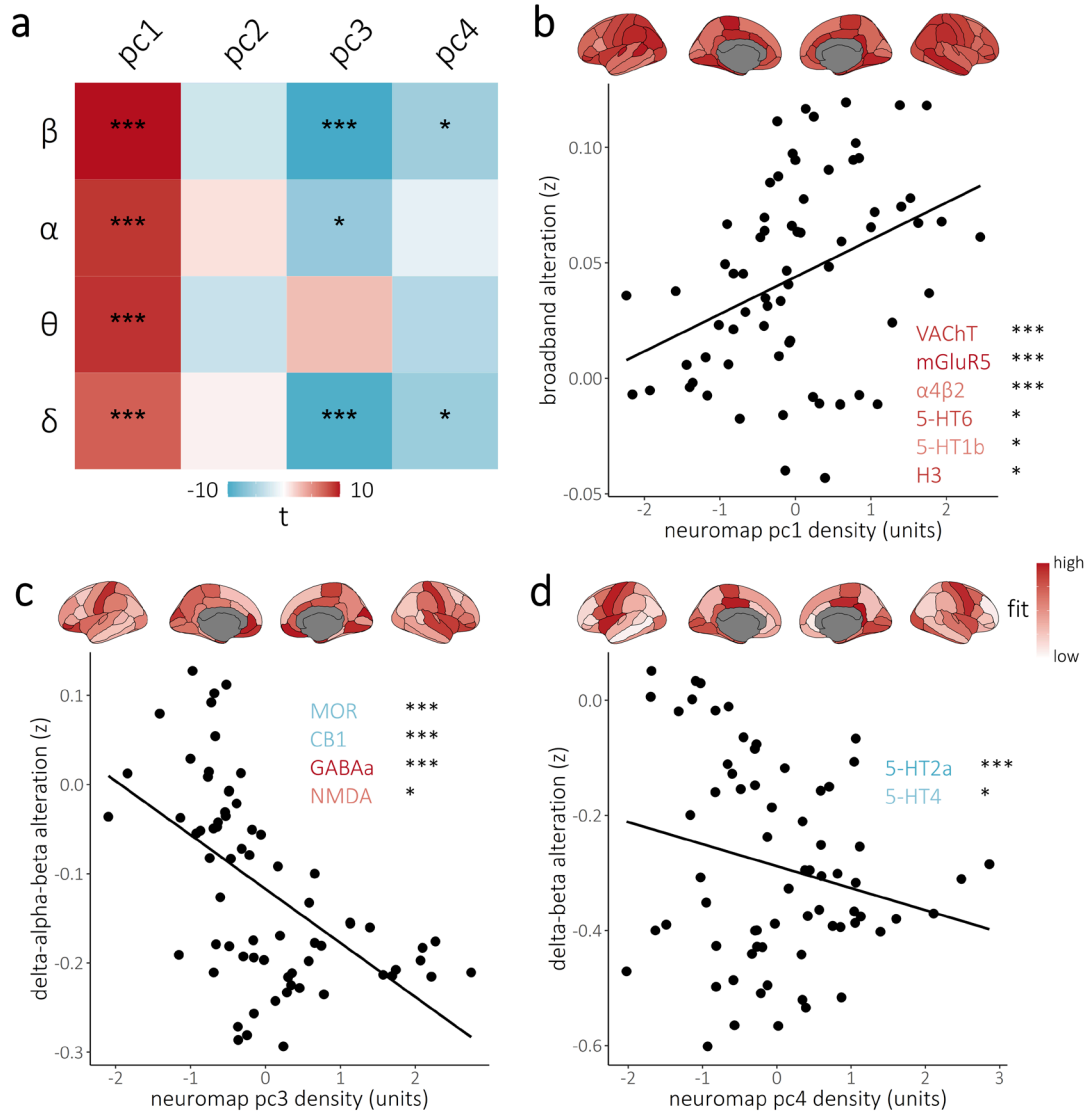 a
pc1 pc2 pc3 pc4
β *** *** *
α *** *
θ ***
δ *** *** *
-10 10
t
b
broadband alteration (z)
0.10
0.05
0.00
-0.05
VAChT ***
mGluR5 ***
α4β2 ***
5-HT6 *
5-HT1b *
H3 *
-2 -1 0 1 2
neuromap pc1 density (units)
c
delta-alpha-beta alteration (z)
0.1
0.0
-0.1
-0.2
-0.3
MOR ***
CB1 ***
GABAa ***
NMDA *
-2 -1 0 1 2
neuromap pc3 density (units)
d
high
fit
low
delta-beta alteration (z)
0.0
-0.2
-0.4
-0.6
5-HT2a ***
5-HT4 *
-2 -1 0 1 2 3
neuromap pc4 density (units)